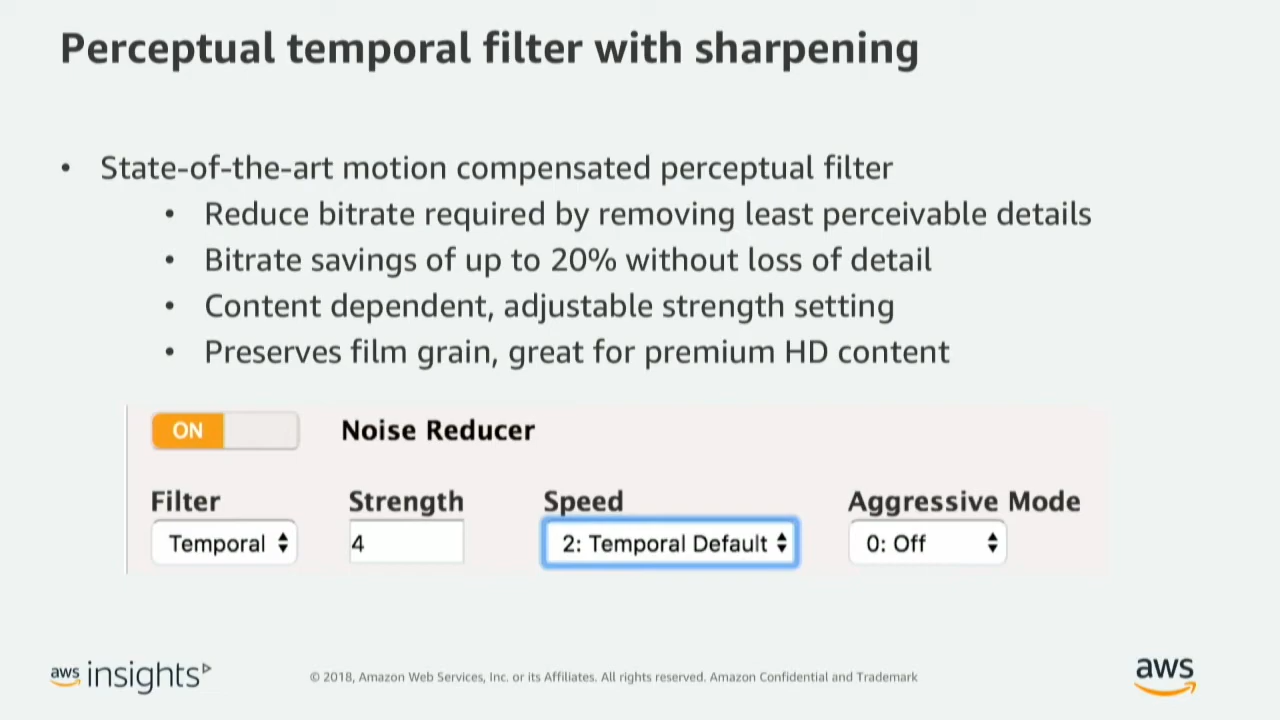 Perceptual temporal filter with sharpening
• State-of-the-art motion compensated perceptual filter
• Reduce bitrate required by removing least perceivable details
• Bitrate savings of up to 20% without loss of detail
• Content dependent, adjustable strength setting
• Preserves film grain, great for premium HD content
ON Noise Reducer
Filter Strength Speed Aggressive Mode
Temporal 4 2: Temporal Default 0: Off
aws insights © 2018, Amazon Web Services, Inc. or its Affiliates. All rights reserved. Amazon Confidential and Trademark aws